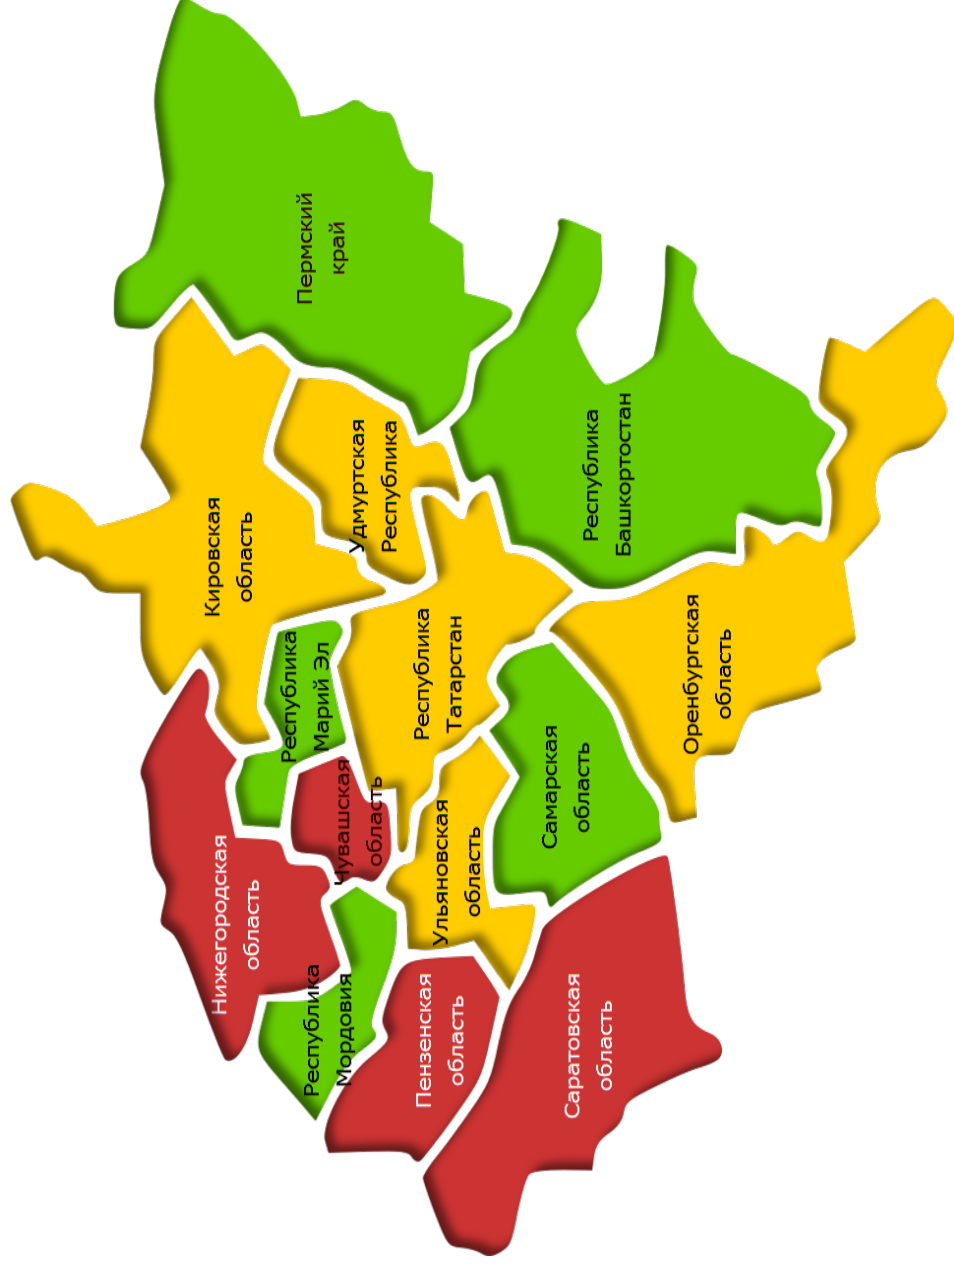 Пермский
край
Кировская
область
Удмуртская
Республика
Республика
Башкортостан
Республика
Марий Эл
Республика
Татарстан
Оренбургская
область
Чувашская
область
Самарская
область
Ульяновская
область
Нижегородская
область
Республика
Мордовия
Пензенская
область
Саратовская
область